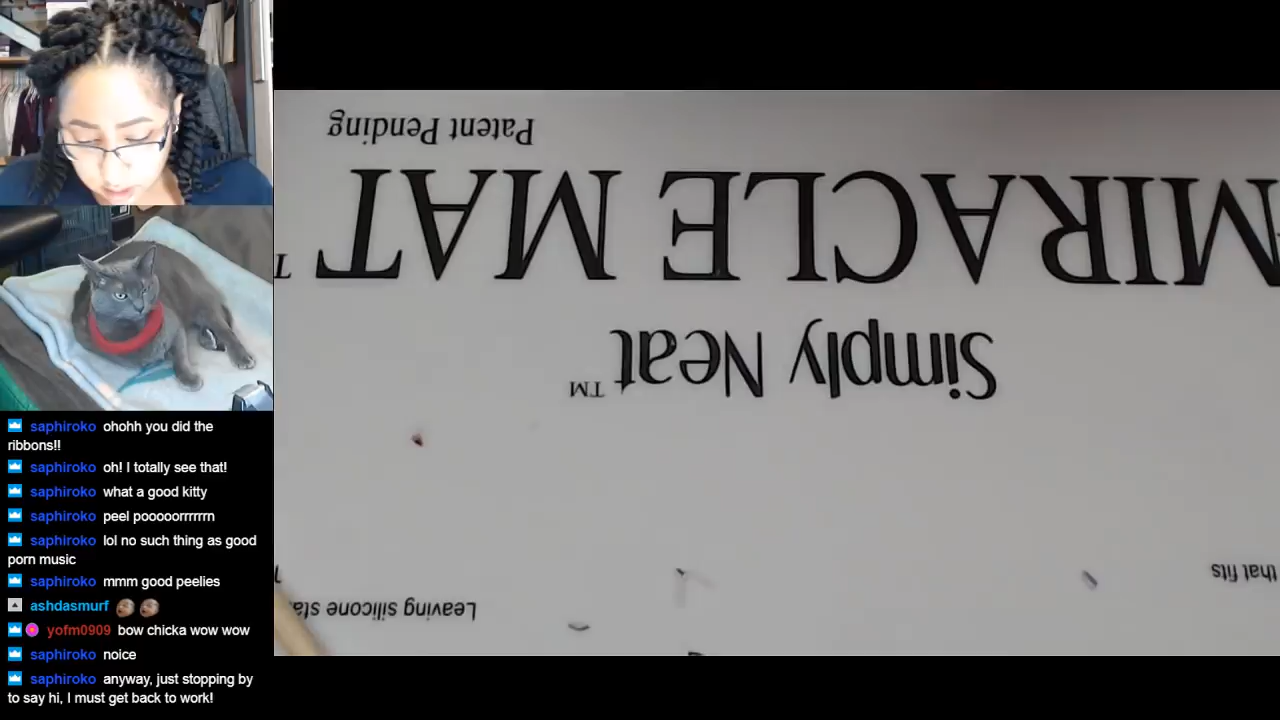 Patent Pending
MIRACLE MAT
Simply Neat™
that fits
Leaving silicone sta
saphiroko ohohh you did the
ribbons!!
saphiroko oh! I totally see that!
saphiroko what a good kitty
saphiroko peel pooooorrrrrrn
saphiroko lol no such thing as good
porn music
saphiroko mmm good peelies
ashdasmurf
yofm0909 bow chicka wow wow
saphiroko noice
saphiroko anyway, just stopping by
to say hi, I must get back to work!